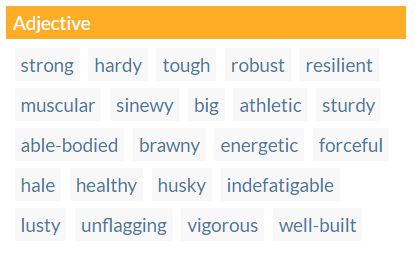 Adjective
strong hardy tough robust resilient
muscular sinewy big athletic sturdy
able-bodied brawny energetic forceful
hale healthy husky indefatigable
lusty unflagging vigorous well-built